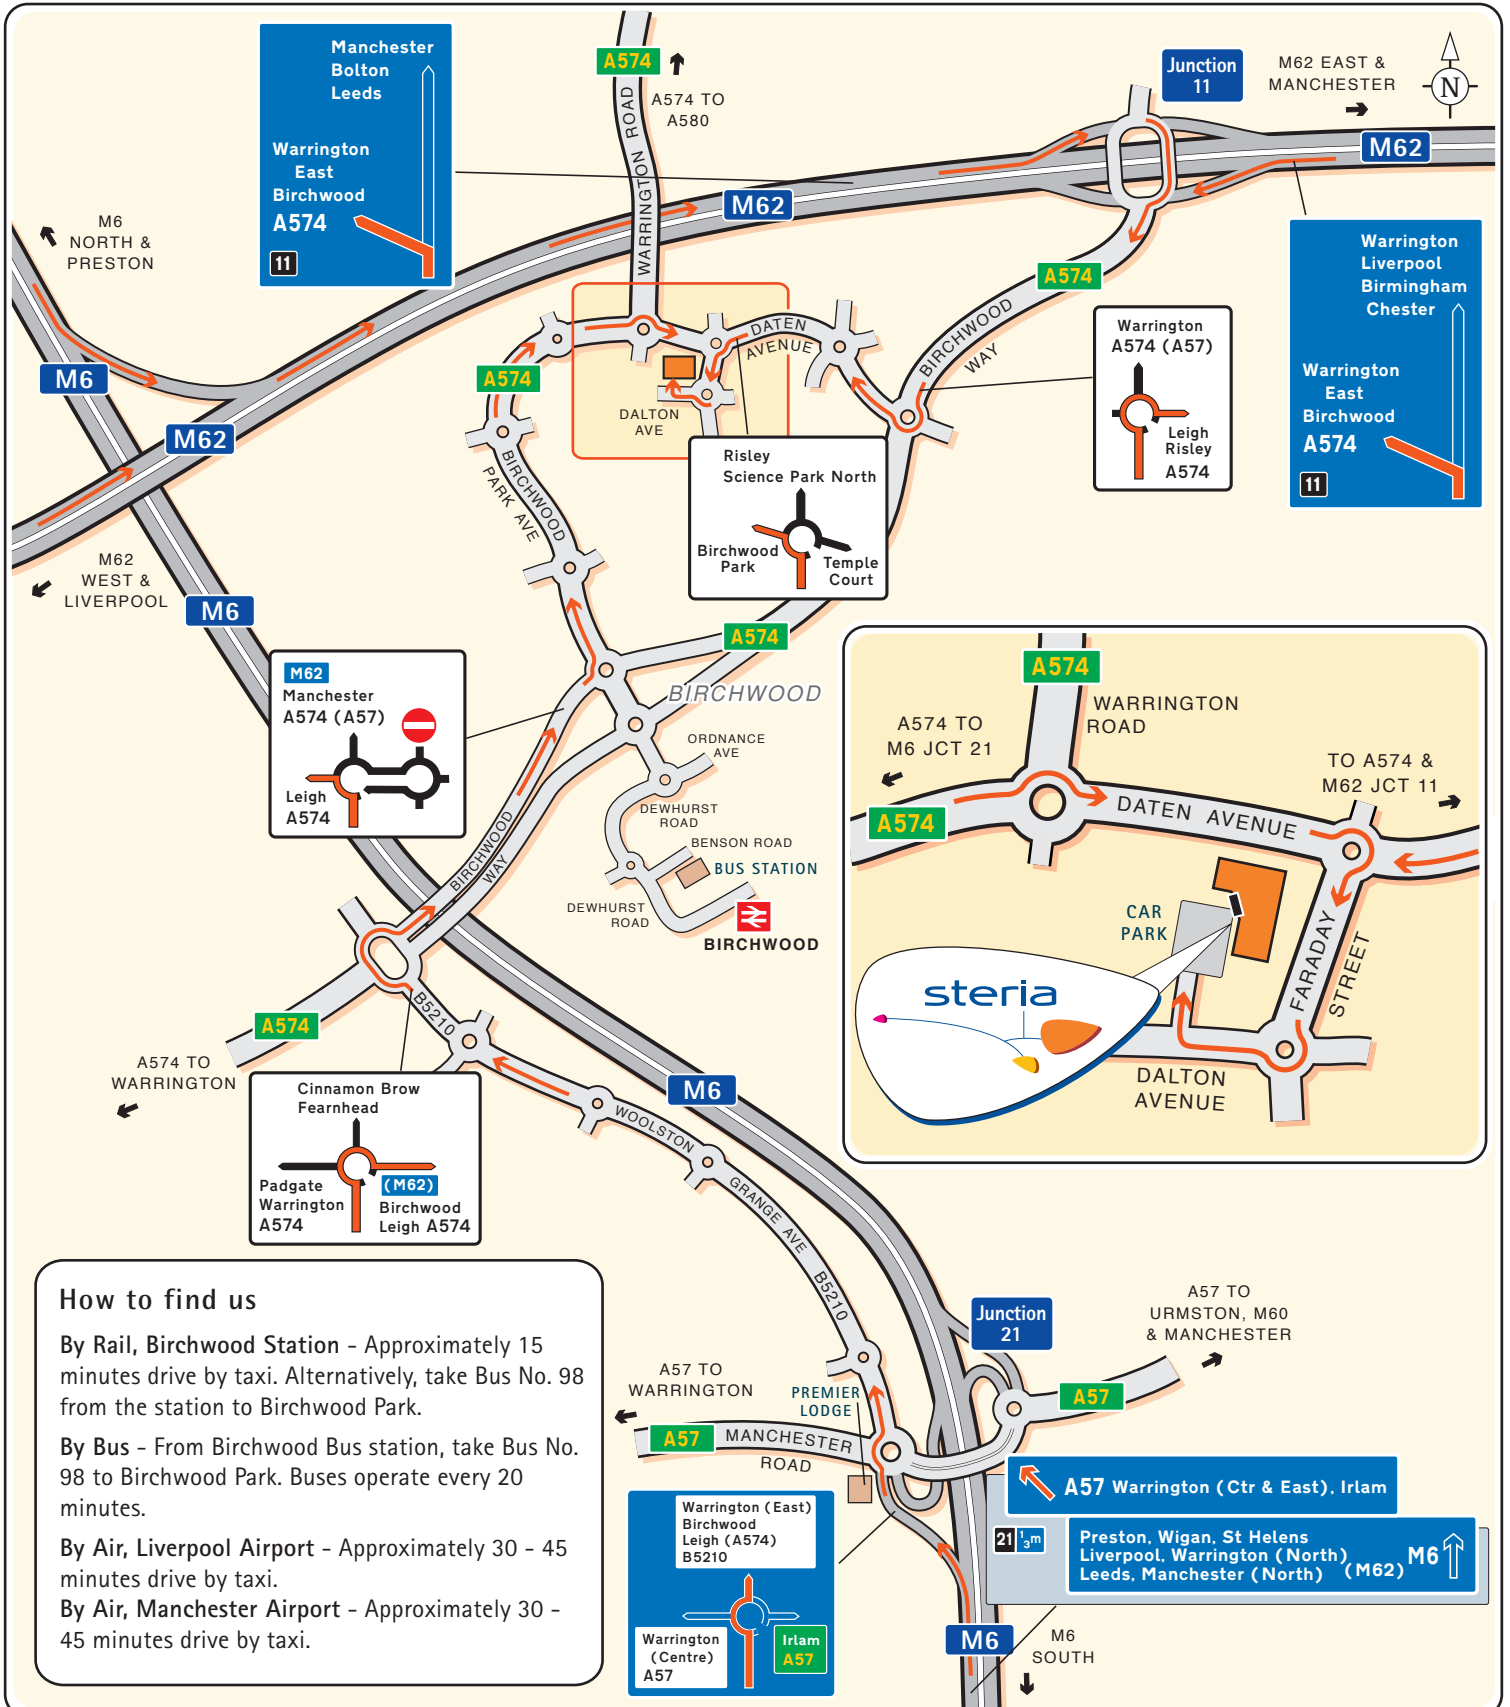 Manchester
Bolton
Leeds
Warrington
East
Birchwood
A574
11
A574
A574 TO
A580
WARRINGTON ROAD
Junction
11
M62 EAST &
MANCHESTER
N
M62
M62
M6
NORTH &
PRESTON
A574
Warrington
Liverpool
Birmingham
Chester
Warrington
East
Birchwood
A574
11
BIRCHWOOD
WAY
Warrington
A574 (A57)
Leigh
Risley
A574
DATEN
AVENUE
M6
A574
DALTON
AVE
M62
BIRCHWOOD
PARK AVE
Risley
Science Park North
Birchwood
Park
Temple
Court
M62
WEST &
LIVERPOOL
M6
A574
M62
Manchester
A574 (A57)
Leigh
A574
BIRCHWOOD
ORDNANCE
AVE
DEWHURST
ROAD
BENSON ROAD
BUS STATION
DEWHURST
ROAD
BIRCHWOOD
BIRCHWOOD
WAY
A574
WARRINGTON
ROAD
A574 TO
M6 JCT 21
TO A574 &
M62 JCT 11
A574
DATEN AVENUE
CAR
PARK
FARADAY
STREET
steria
DALTON
AVENUE
B5210
A574
A574 TO
WARRINGTON
M6
Cinnamon Brow
Fearnhead
Padgate
Warrington
A574
(M62)
Birchwood
Leigh A574
WOOLSTON
GRANGE AVE
B5210
How to find us
By Rail, Birchwood Station - Approximately 15
minutes drive by taxi. Alternatively, take Bus No. 98
from the station to Birchwood Park.
By Bus - From Birchwood Bus station, take Bus No.
98 to Birchwood Park. Buses operate every 20
minutes.
By Air, Liverpool Airport - Approximately 30 - 45
minutes drive by taxi.
By Air, Manchester Airport - Approximately 30 -
45 minutes drive by taxi.
Junction
21
A57 TO
URMSTON, M60
& MANCHESTER
A57 TO
WARRINGTON
PREMIER
LODGE
A57
A57
MANCHESTER
ROAD
A57 Warrington (Ctr & East), Irlam
21 1/3m
Preston, Wigan, St Helens
Liverpool, Warrington (North)
Leeds, Manchester (North) (M62) M6
Warrington (East)
Birchwood
Leigh (A574)
B5210
Warrington
(Centre)
A57
Irlam
A57
M6
M6
SOUTH